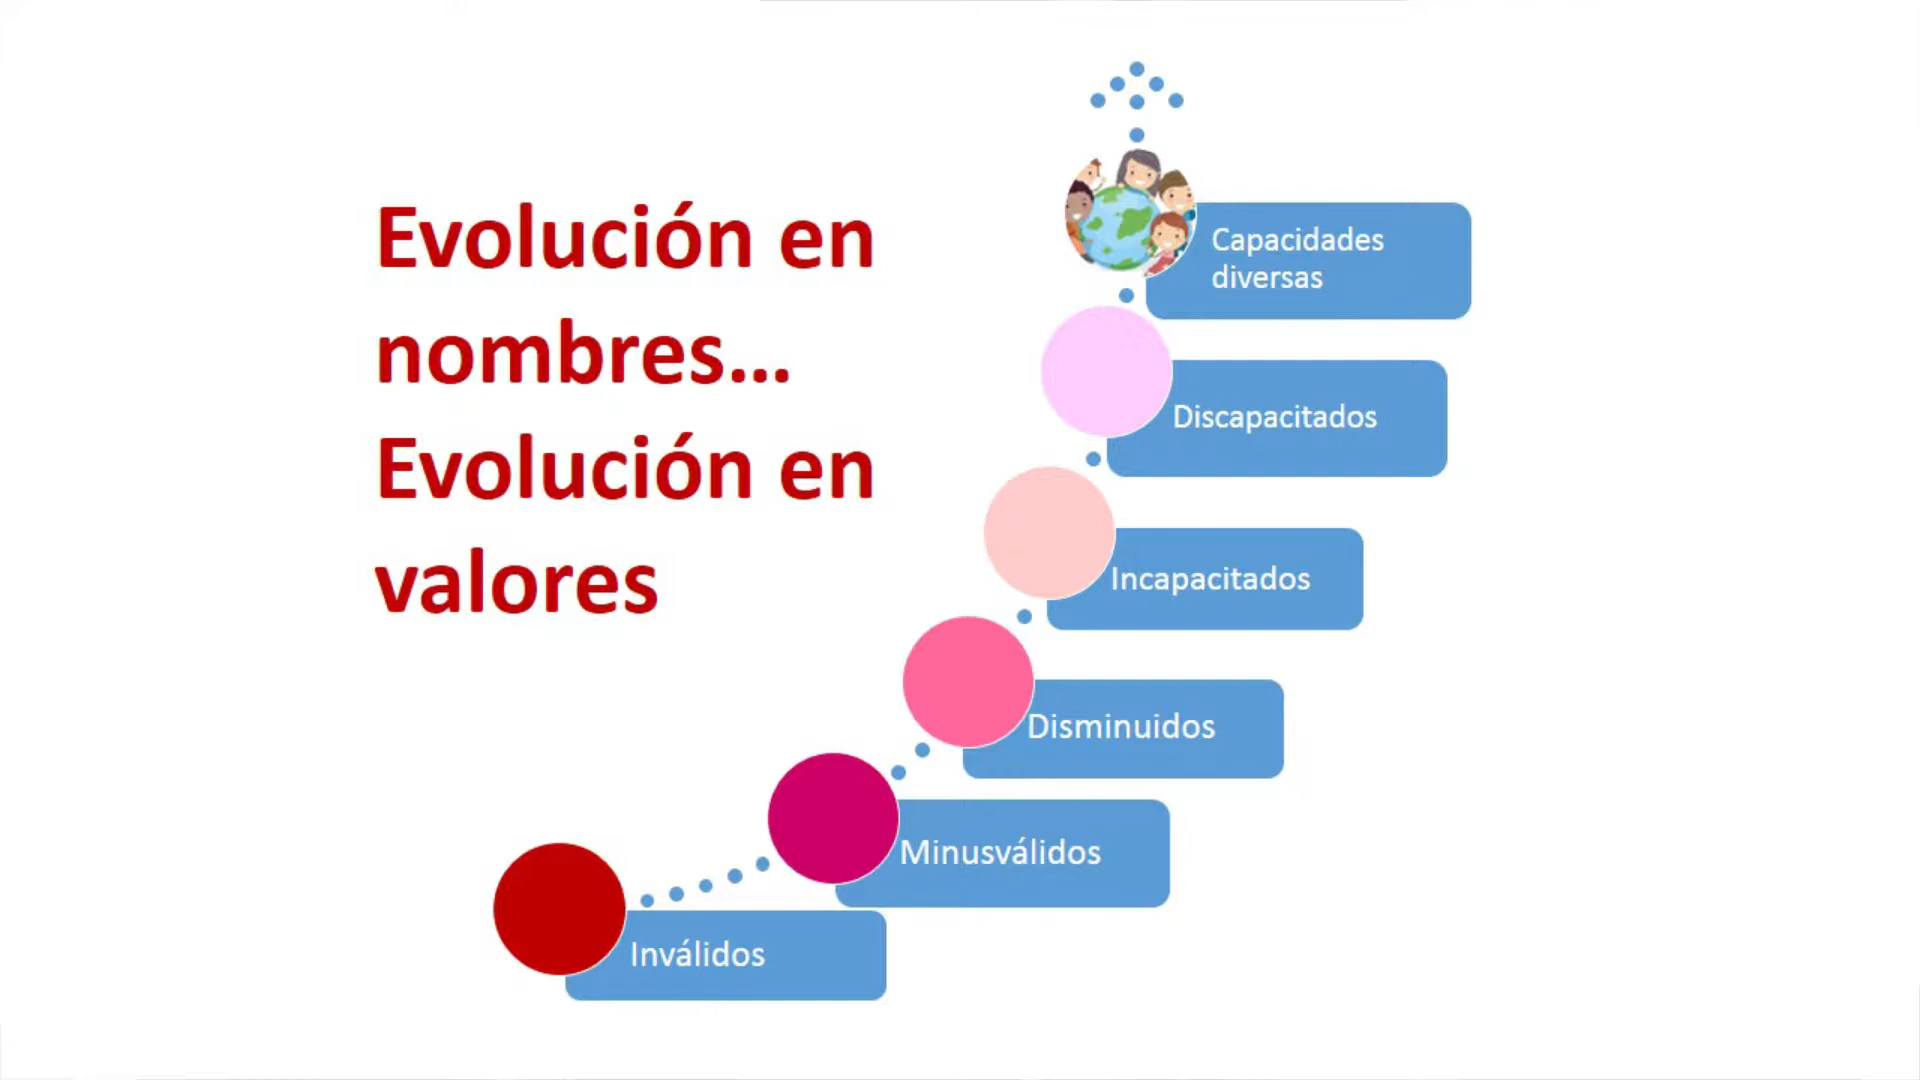 Evolución en
nombres...
Evolución en
valores
Capacidades
diversas
Discapacitados
Incapacitados
Disminuidos
Minusválidos
Inválidos